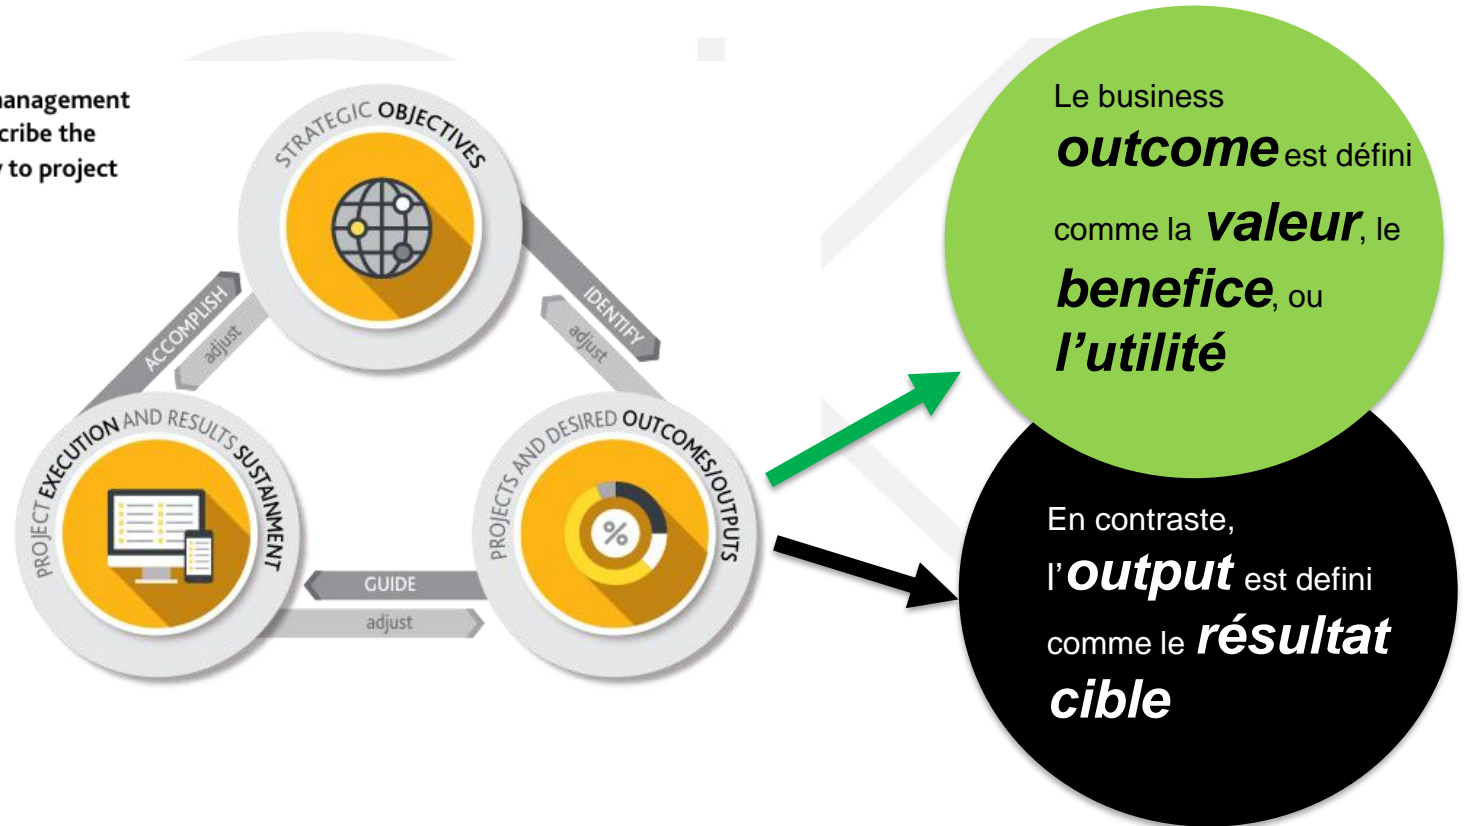 management
cribe the
to project
STRATEGIC OBJECTIVES
ACCOMPLISH
adjust
IDENTIFY
adjust
PROJECT EXECUTION AND RESULTS SUSTAINMENT
PROJECTS AND DESIRED OUTCOMES/OUTPUTS
%
GUIDE
adjust
Le business
outcome est défini
comme la valeur, le
benefice, ou
l’utilité
En contraste,
l’output est defini
comme le résultat
cible